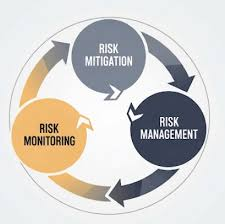 RISK
MITIGATION
RISK
MANAGEMENT
RISK
MONITORING